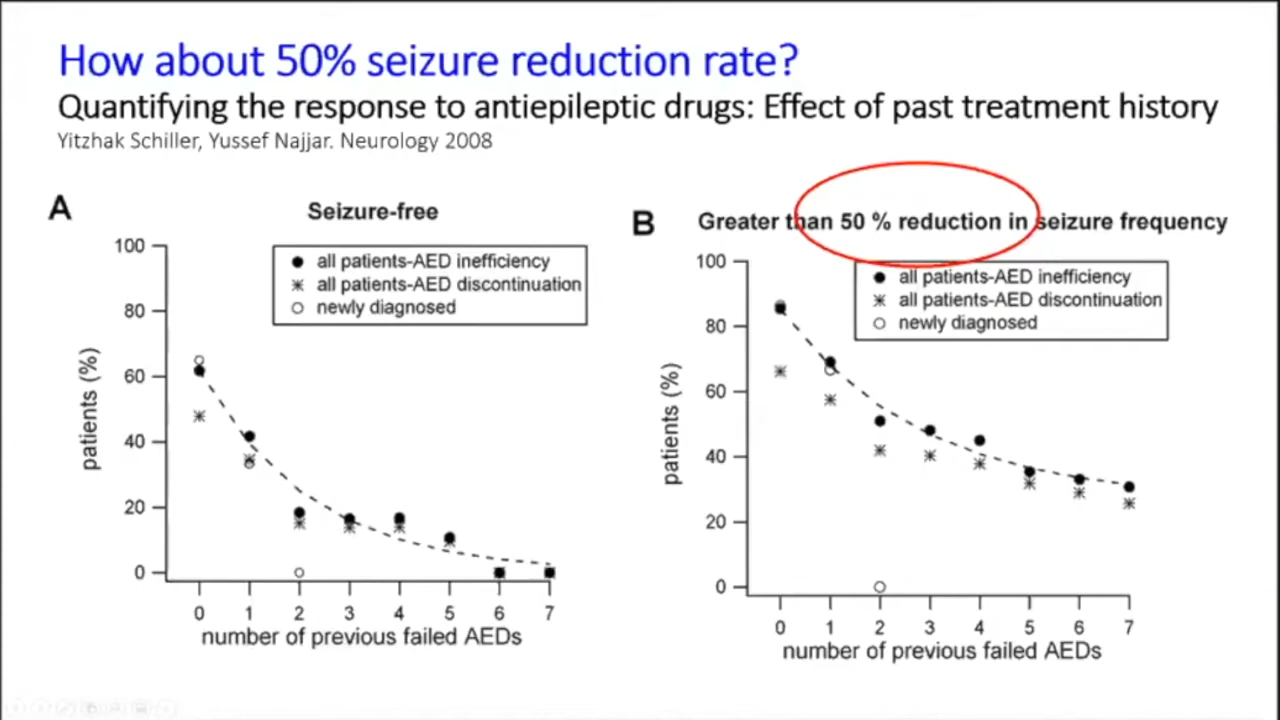 How about 50% seizure reduction rate?
Quantifying the response to antiepileptic drugs: Effect of past treatment history
Yitzhak Schiller, Yussef Najjar. Neurology 2008
A
Seizure-free
100
80
60
40
20
0
patients (%)
all patients-AED inefficiency
all patients-AED discontinuation
newly diagnosed
0 1 2 3 4 5 6 7
number of previous failed AEDs
B
Greater than 50 % reduction in seizure frequency
100
80
60
40
20
0
patients (%)
all patients-AED inefficiency
all patients-AED discontinuation
newly diagnosed
0 1 2 3 4 5 6 7
number of previous failed AEDs